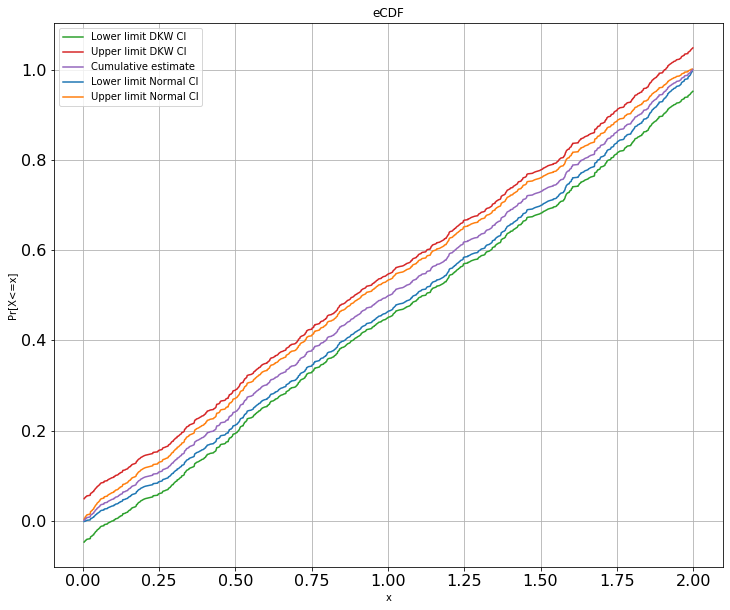 eCDF
Lower limit DKW CI
Upper limit DKW CI
Cumulative estimate
Lower limit Normal CI
Upper limit Normal CI
1.0
0.8
0.6
0.4
0.2
0.0
Pr[X<=x]
0.00 0.25 0.50 0.75 1.00 1.25 1.50 1.75 2.00
x